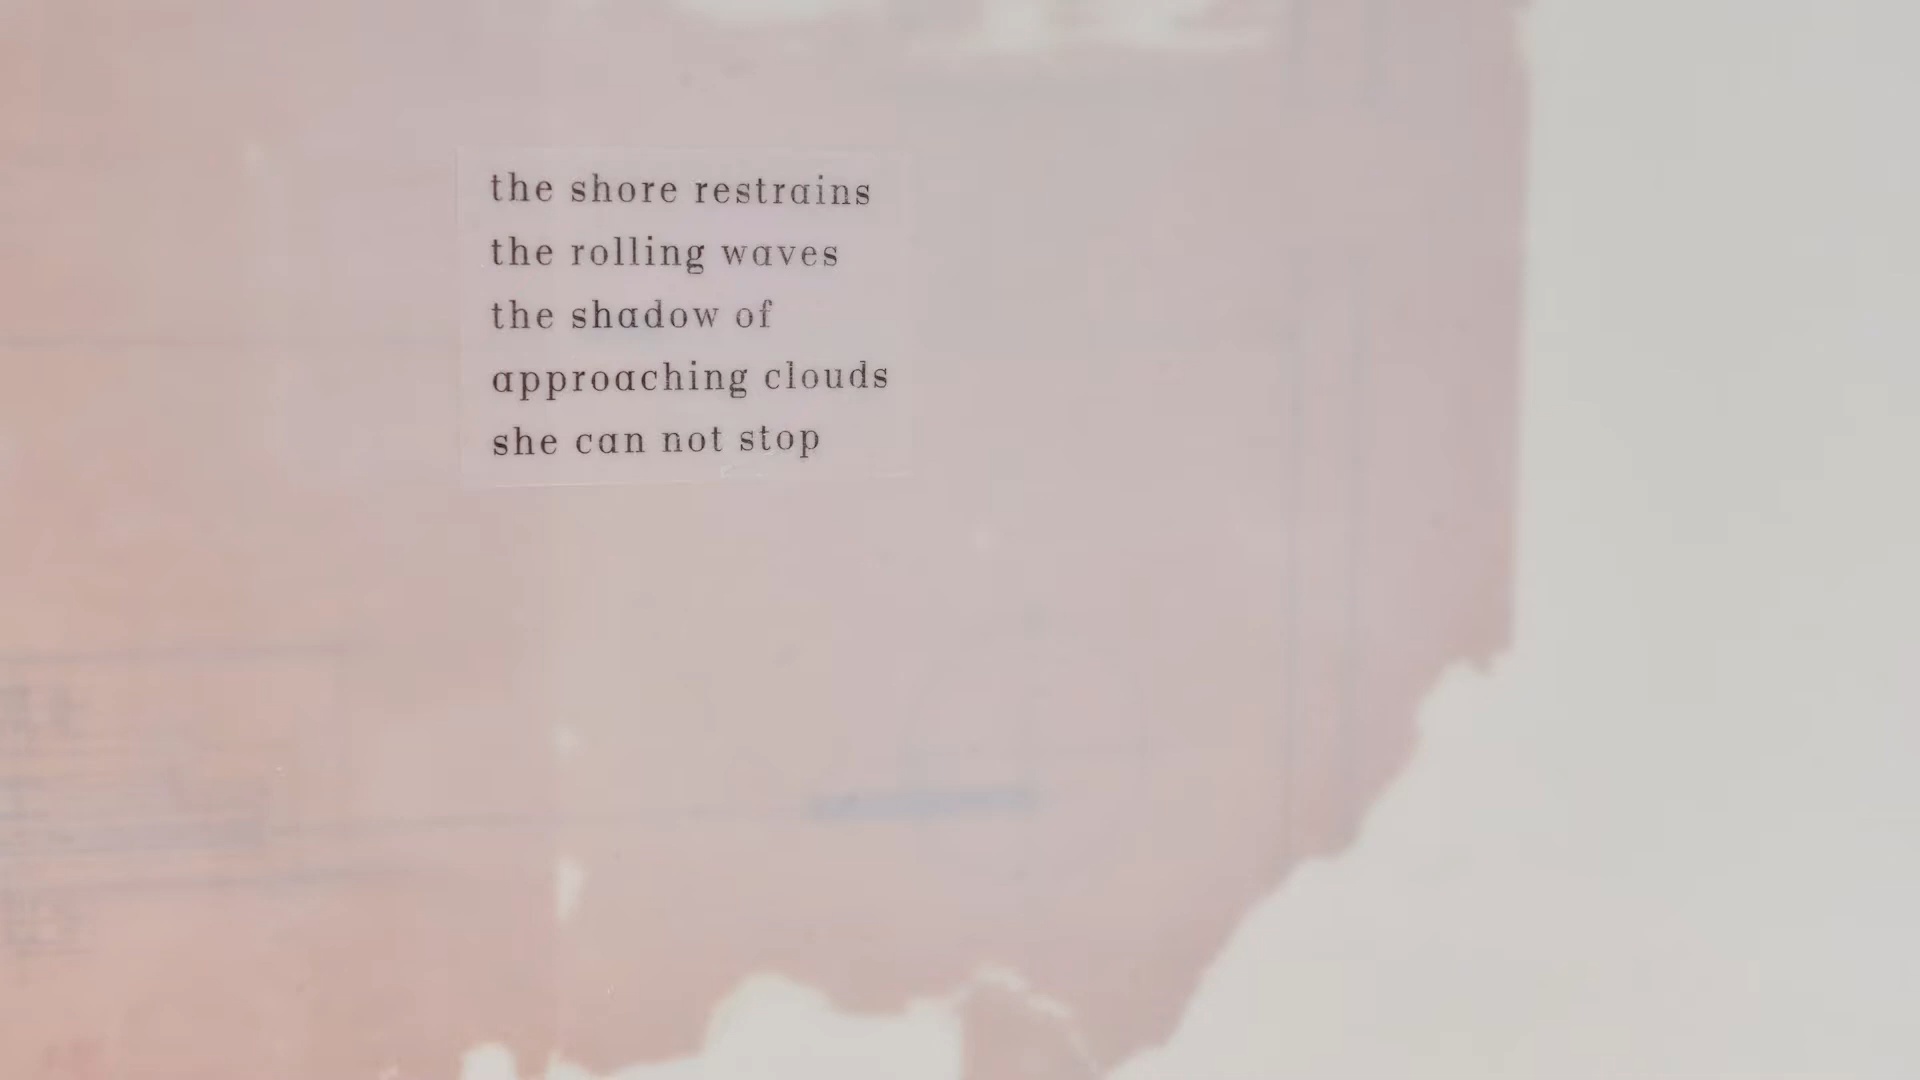 the shore restrains
the rolling waves
the shadow of
approaching clouds
she can not stop